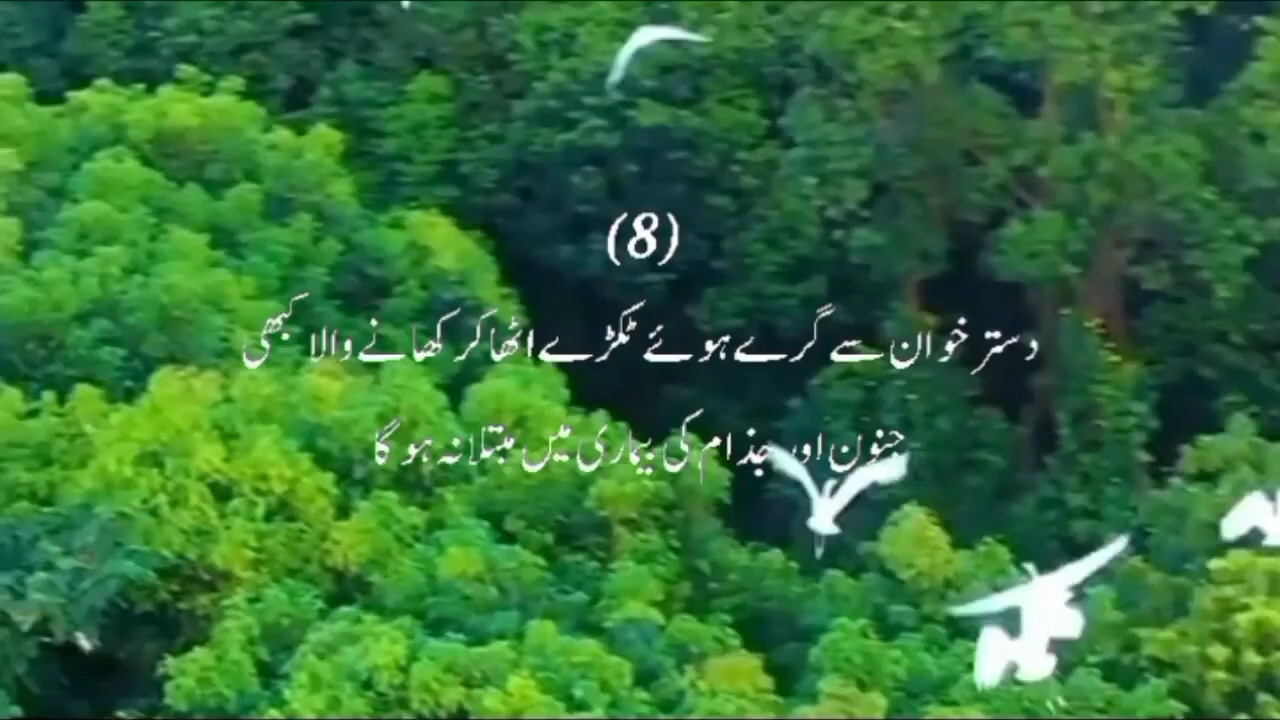 (8)
دستر خوان سے گرے ہوئے ٹکڑے اٹھا کر کھانے والا کبھی
جنون اور جذام کی بیماری میں مبتلا نہ ہو گا